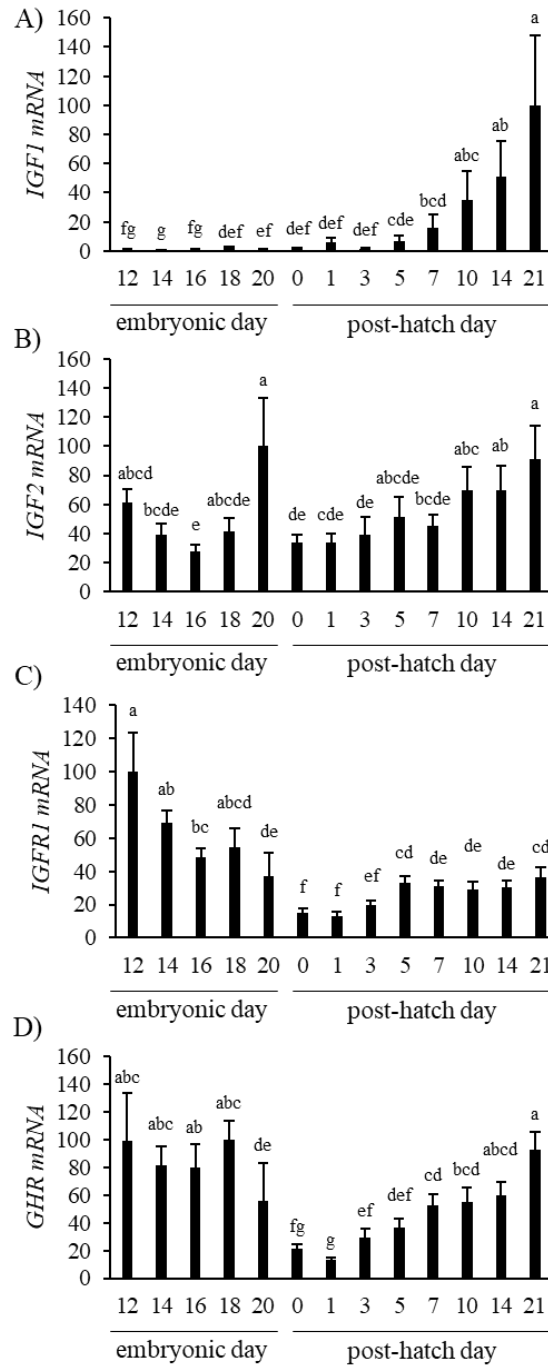 A)
IGF1 mRNA
160
140
120
100
80
60
40
20
0
fg g fg def ef def def def cde bcd abc ab a
12 14 16 18 20 0 1 3 5 7 10 14 21
embryonic day post-hatch day
B)
IGF2 mRNA
160
140
120
100
80
60
40
20
0
abcd bcde e abcde a de cde de abcde bcde abc ab a
12 14 16 18 20 0 1 3 5 7 10 14 21
embryonic day post-hatch day
C)
IGFR1 mRNA
140
120
100
80
60
40
20
0
a ab bc abcd de f f ef cd de de de cd
12 14 16 18 20 0 1 3 5 7 10 14 21
embryonic day post-hatch day
D)
GHR mRNA
160
140
120
100
80
60
40
20
0
abc abc ab abc de fg g ef def cd bcd abcd a
12 14 16 18 20 0 1 3 5 7 10 14 21
embryonic day post-hatch day